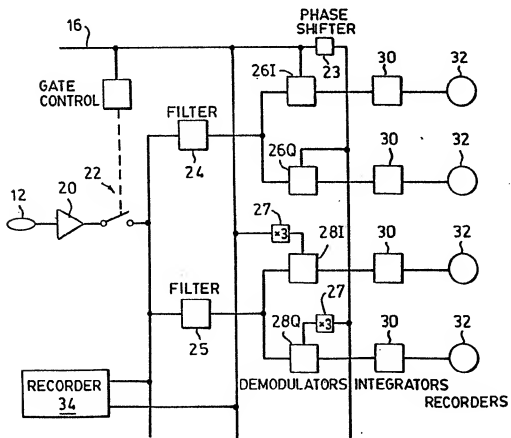 PHASE
SHIFTER
16
23
26I
30
32
GATE
CONTROL
FILTER
24
26Q
30
32
22
12
20
27
×3
28I
30
32
FILTER
25
27
×3
28Q
30
32
RECORDER
34
DEMODULATORS INTEGRATORS
RECORDERS